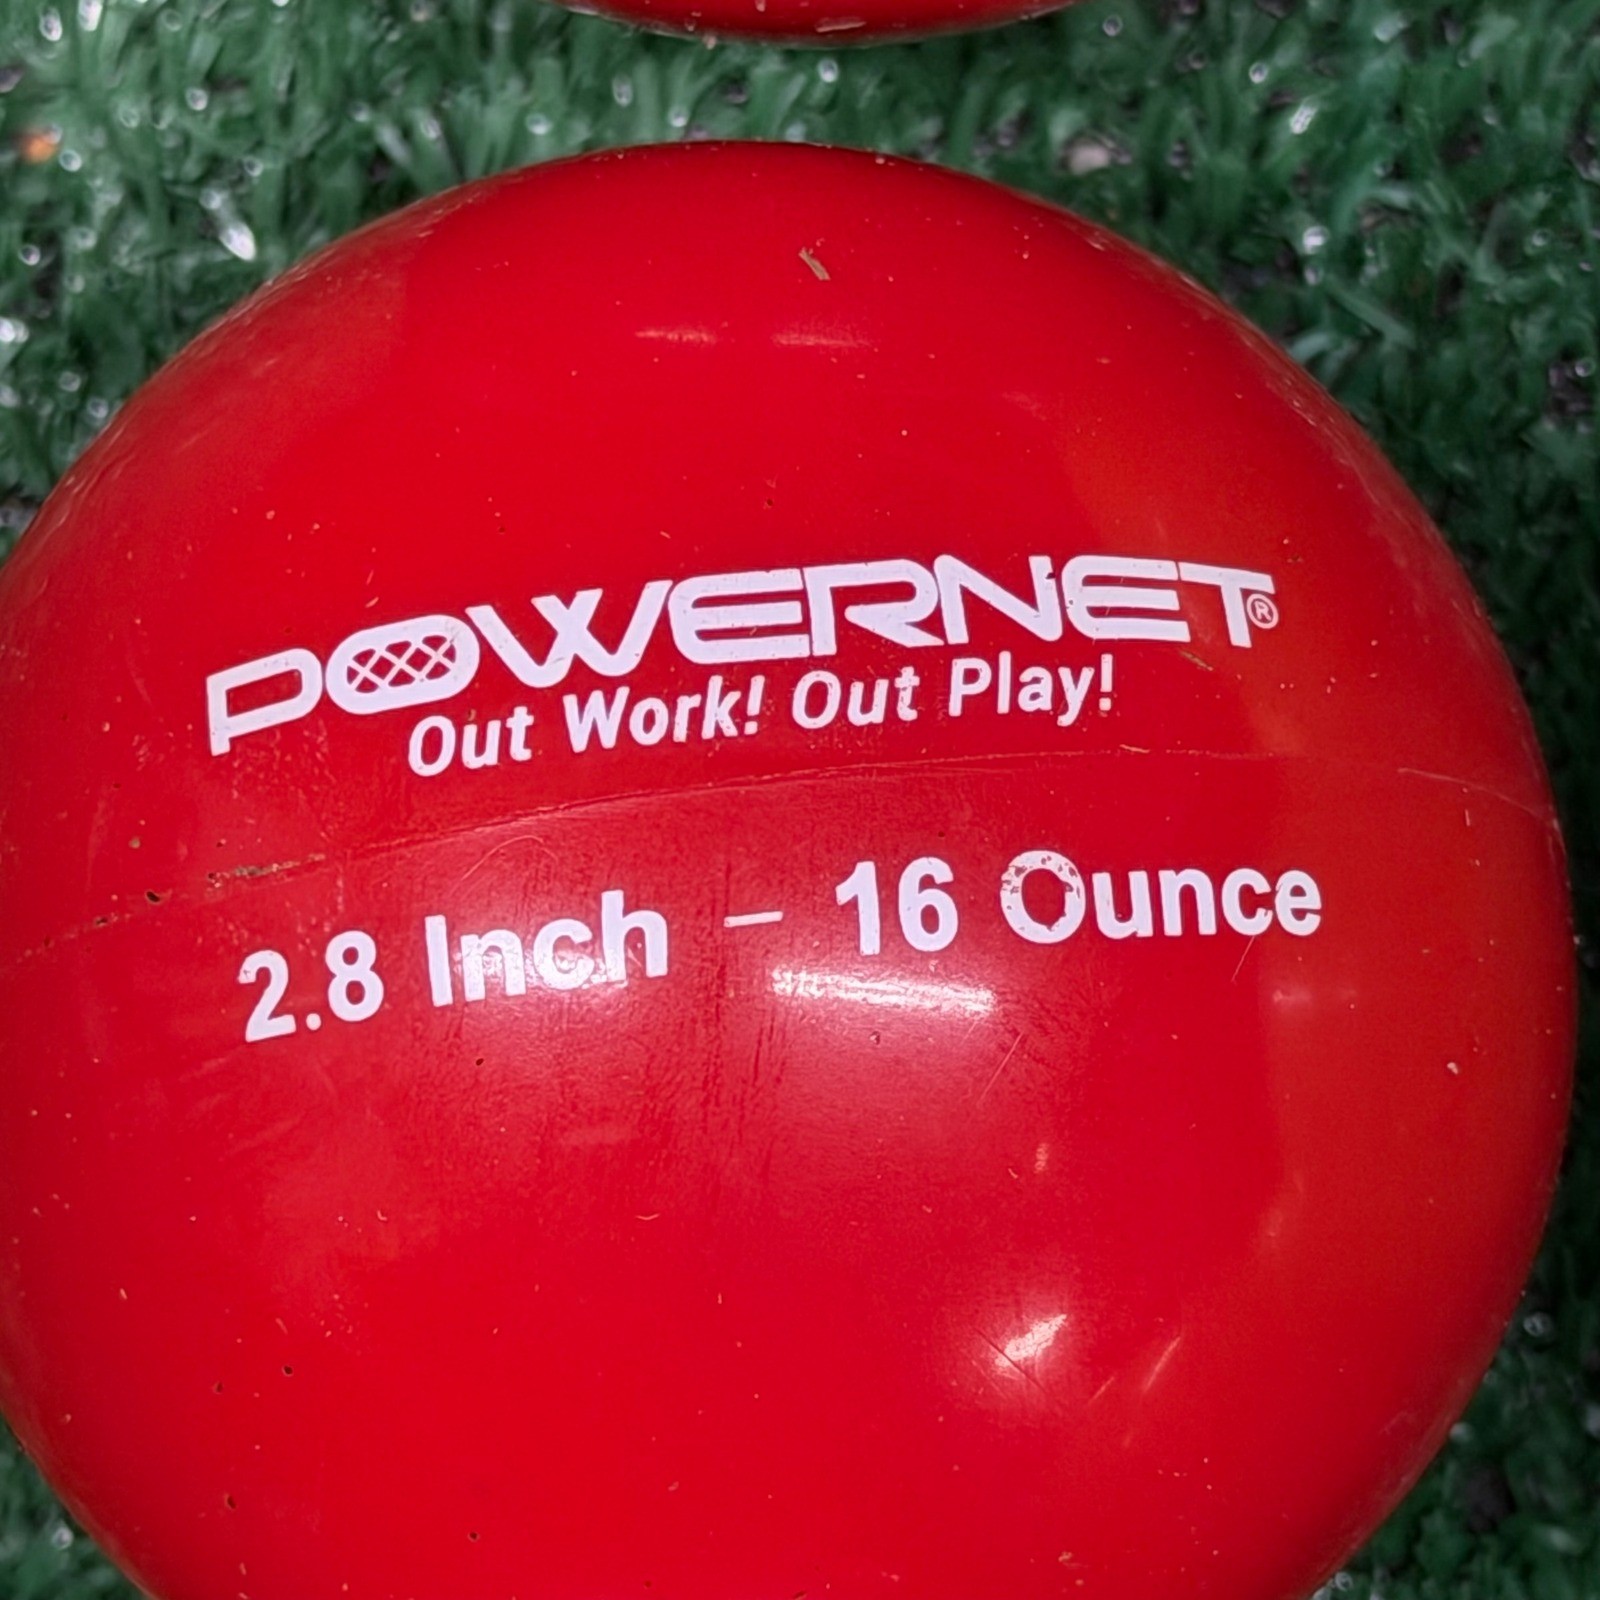 POWERNET®
Out Work! Out Play!
2.8 Inch – 16 Ounce